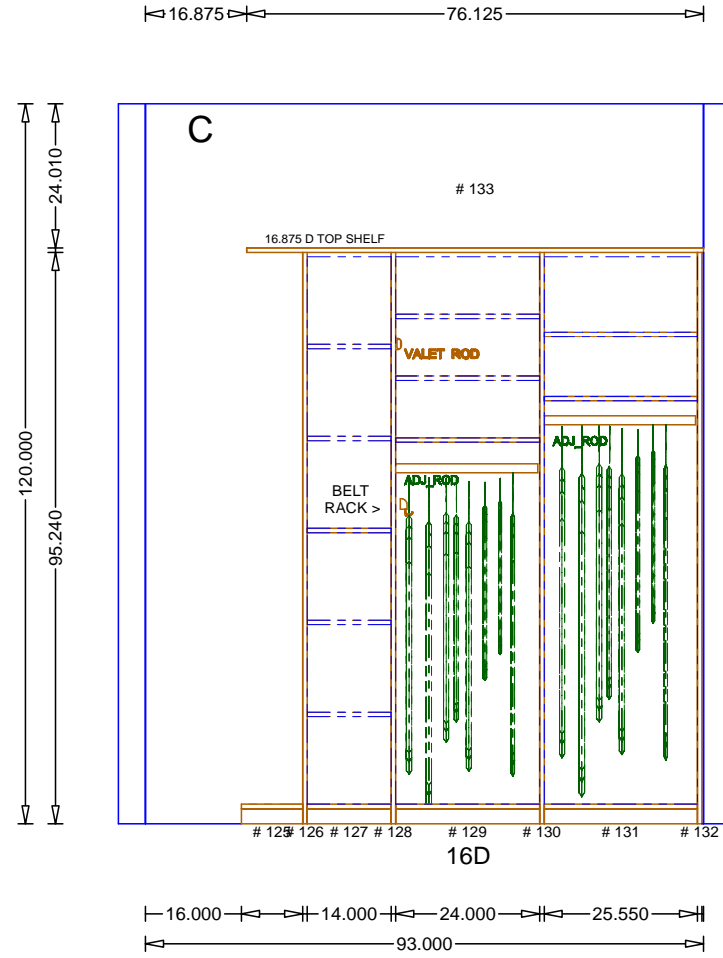 16.875
76.125
C
24.010
# 133
16.875 D TOP SHELF
VALET ROD
120.000
95.240
ADJ_ROD
ADJ_ROD
BELT
RACK >
# 125 # 126 # 127 # 128 # 129 # 130 # 131 # 132
16D
16.000
14.000
24.000
25.550
93.000